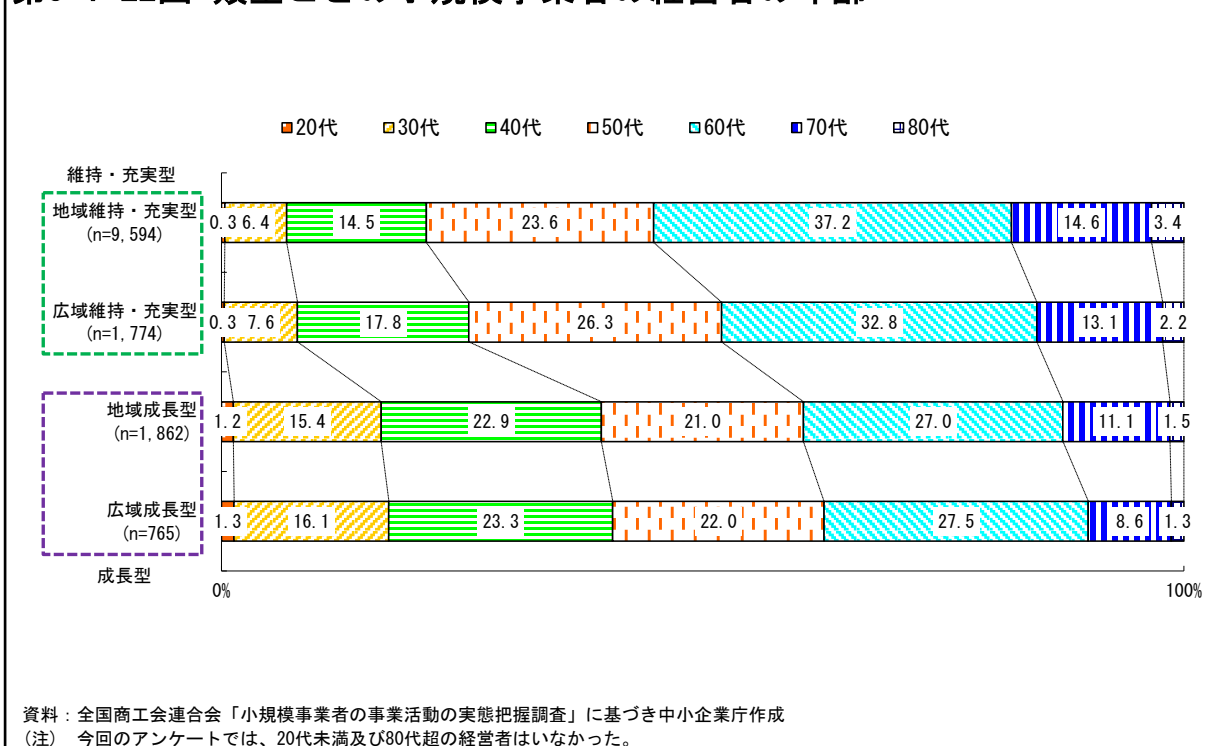 20代 30代 40代 50代 60代 70代 80代
維持・充実型
地域維持・充実型
(n=9,594)
0.3 6.4 14.5 23.6 37.2 14.6 3.4
広域維持・充実型
(n=1,774)
0.3 7.6 17.8 26.3 32.8 13.1 2.2
地域成長型
(n=1,862)
1.2 15.4 22.9 21.0 27.0 11.1 1.5
広域成長型
(n=765)
1.3 16.1 23.3 22.0 27.5 8.6 1.3
成長型
0% 100%
資料：全国商工会連合会「小規模事業者の事業活動の実態把握調査」に基づき中小企業庁作成
(注) 今回のアンケートでは、20代未満及び80代超の経営者はいなかった。